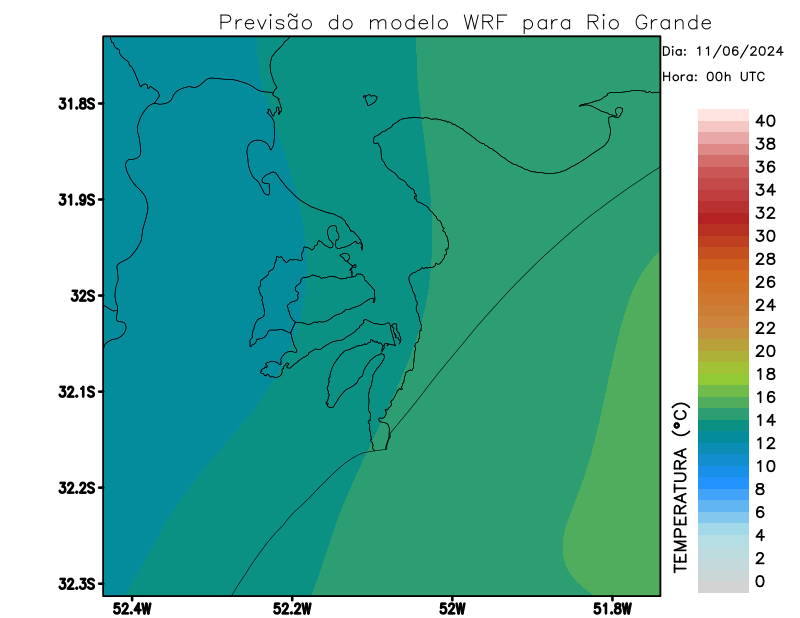 Previsão do modelo WRF para Rio Grande
Dia: 11/06/2024
Hora: 00h UTC
31.8S
31.9S
32S
32.1S
32.2S
32.3S
52.4W
52.2W
52W
51.8W
TEMPERATURA (°C)
40
38
36
34
32
30
28
26
24
22
20
18
16
14
12
10
8
6
4
2
0